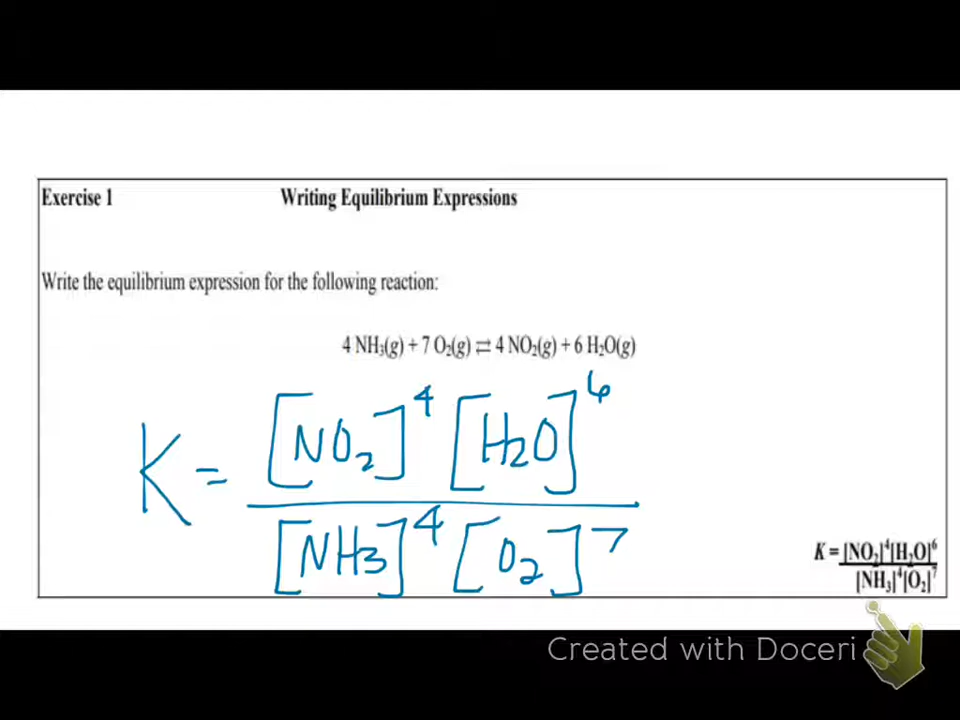 Exercise 1 Writing Equilibrium Expressions
Write the equilibrium expression for the following reaction:
4 NH₃(g) + 7 O₂(g) ⇄ 4 NO₂(g) + 6 H₂O(g)
K = [NO₂]⁴ [H₂O]⁶
[NH₃]⁴ [O₂]⁷
K = [NO₂]⁴[H₂O]⁶
[NH₃]⁴[O₂]⁷
Created with Doceri